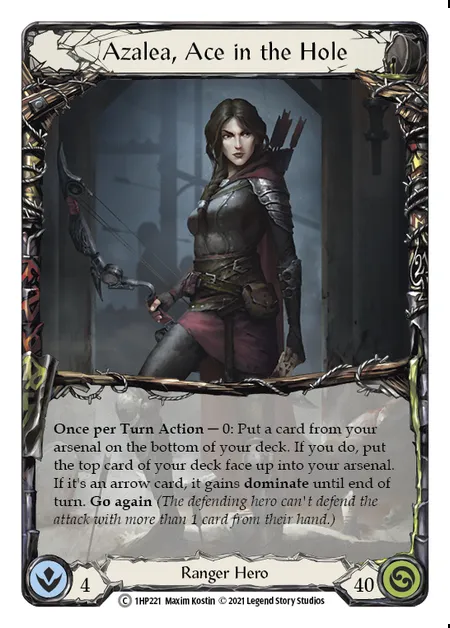 Azalea, Ace in the Hole
Once per Turn Action — 0: Put a card from your
arsenal on the bottom of your deck. If you do, put
the top card of your deck face up into your arsenal.
If it's an arrow card, it gains dominate until end of
turn. Go again (The defending hero can't defend the
attack with more than 1 card from their hand.)
4
Ranger Hero
40
C 1HP221 Maxim Kostin © 2021 Legend Story Studios